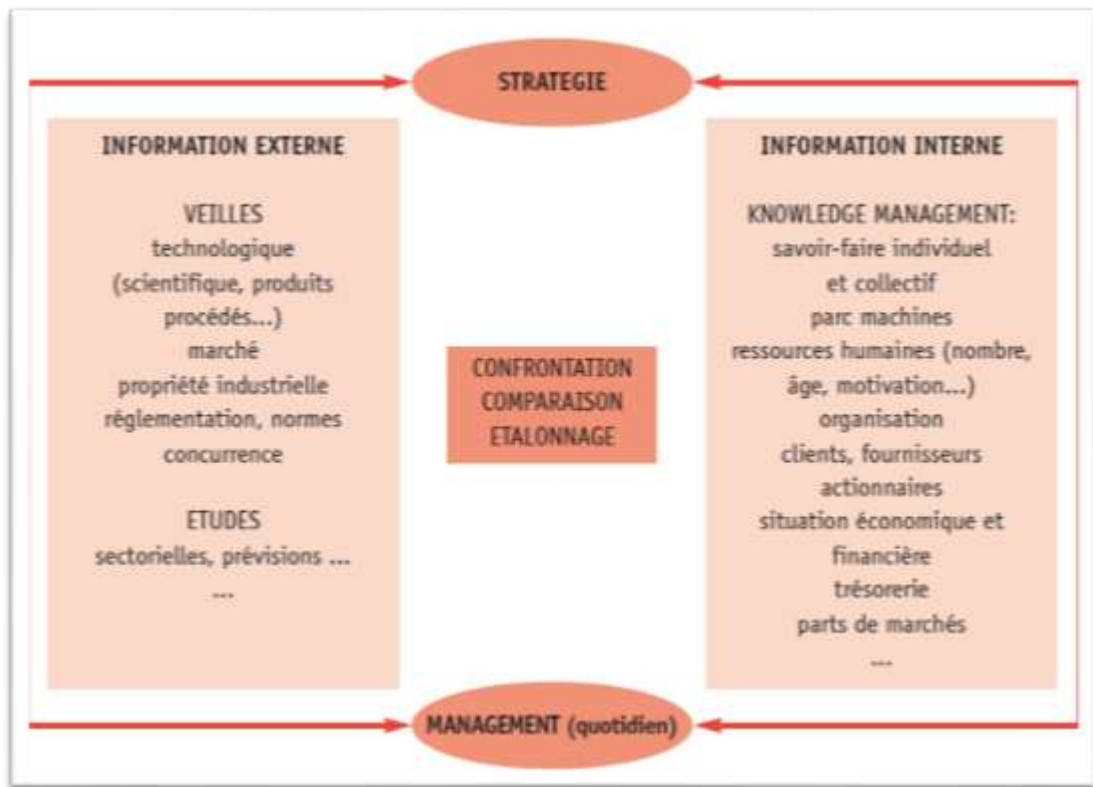 STRATEGIE
INFORMATION EXTERNE
VEILLES
technologique
(scientifique, produits
procédés...)
marché
propriété industrielle
réglementation, normes
concurrence
ETUDES
sectorielles, prévisions ...
...
CONFRONTATION
COMPARAISON
ETALONNAGE
INFORMATION INTERNE
KNOWLEDGE MANAGEMENT:
savoir-faire individuel
et collectif
parc machines
ressources humaines (nombre,
âge, motivation...)
organisation
clients, fournisseurs
actionnaires
situation économique et
financière
trésorerie
parts de marchés
...
MANAGEMENT (quotidien)